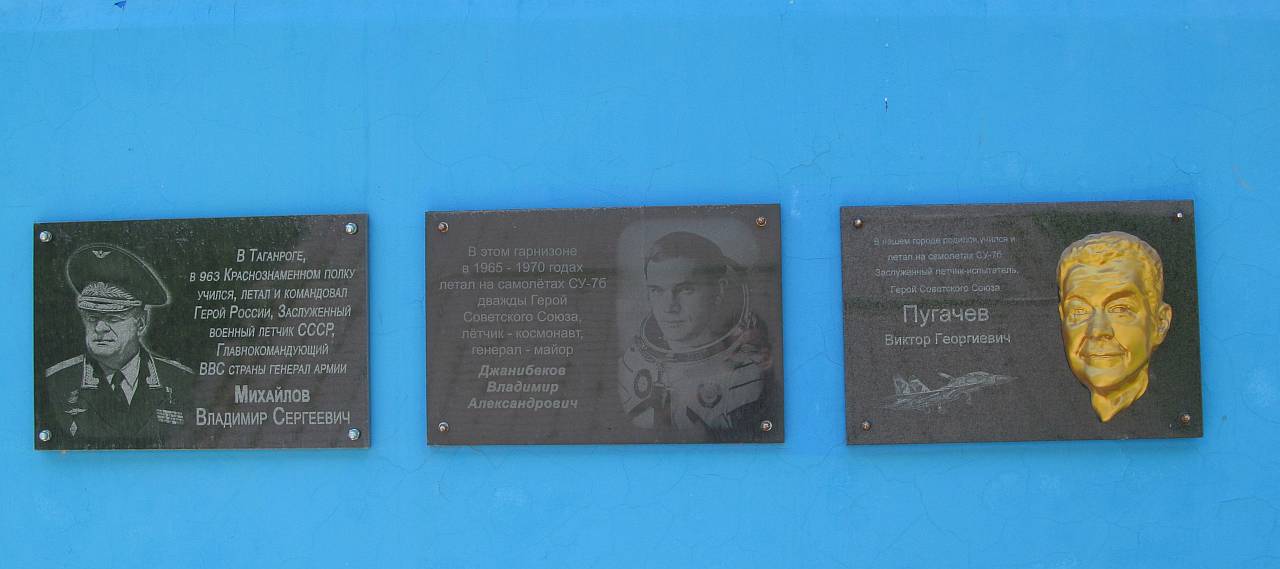 В Таганроге,
в 963 Краснознаменном полку
учился, летал и командовал
Герой России, Заслуженный
военный летчик СССР,
Главнокомандующий
ВВС страны генерал армии
Михайлов
Владимир Сергеевич
В этом гарнизоне
в 1965 - 1970 годах
летал на самолётах СУ-7б
дважды Герой
Советского Союза,
лётчик - космонавт,
генерал - майор
Джанибеков
Владимир
Александрович
В нашем городе родился, учился и
летал на самолетах СУ-7б
Заслуженный летчик-испытатель,
Герой Советского Союза
Пугачев
Виктор Георгиевич